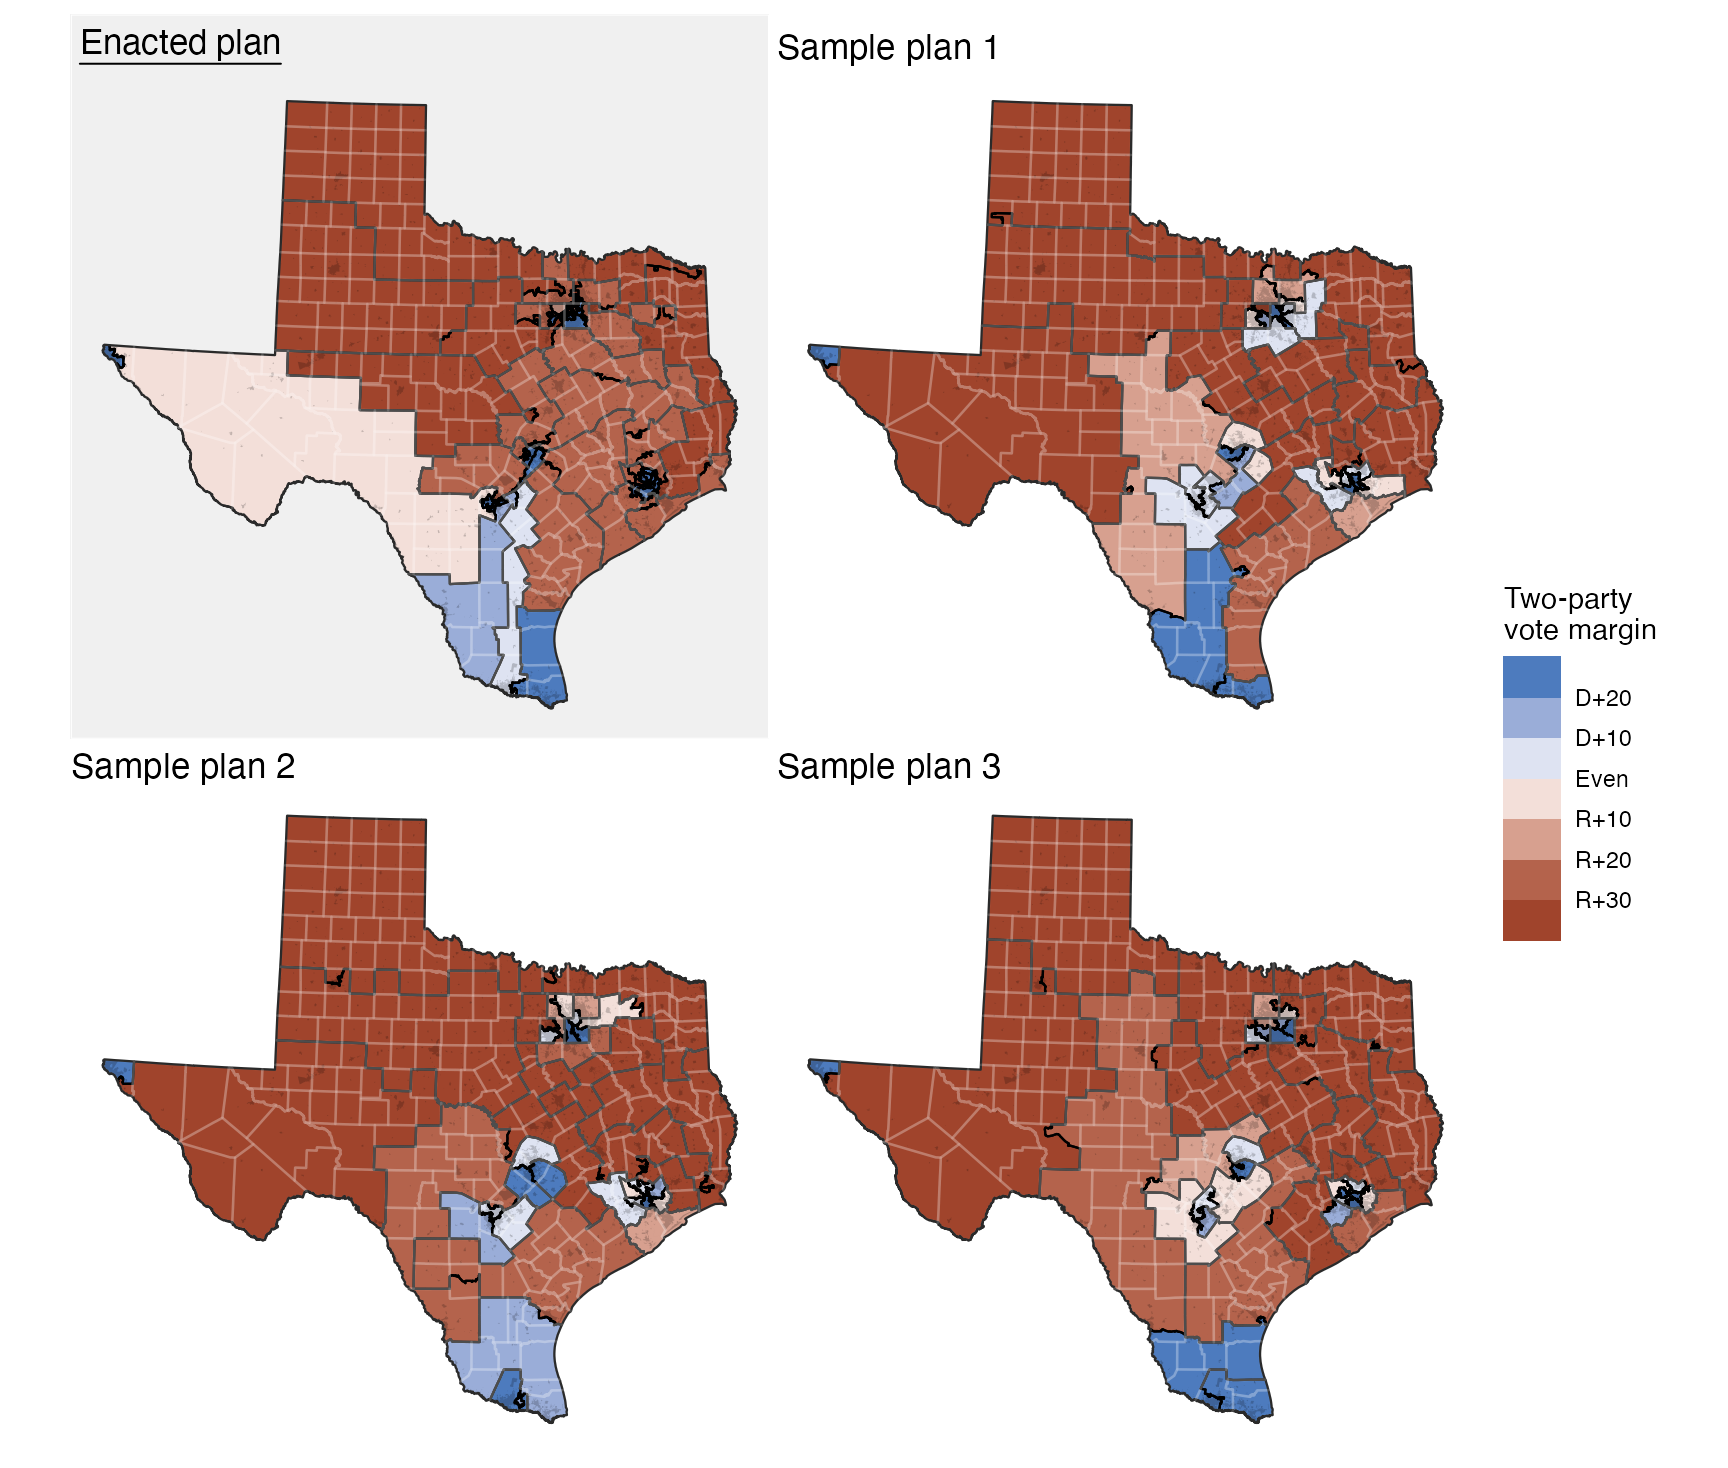 Enacted plan
Sample plan 1
Sample plan 2
Sample plan 3
Two-party
vote margin
D+20
D+10
Even
R+10
R+20
R+30